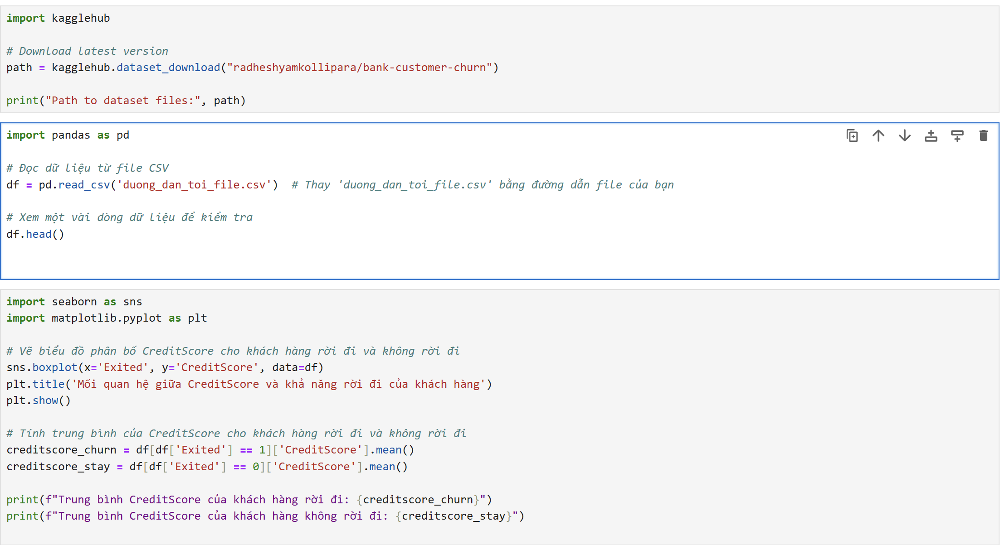 import kagglehub
# Download latest version
path = kagglehub.dataset_download("radheshyamkollipara/bank-customer-churn")
print("Path to dataset files:", path)
import pandas as pd
# Đọc dữ liệu từ file CSV
df = pd.read_csv('duong_dan_toi_file.csv')  # Thay 'duong_dan_toi_file.csv' bằng đường dẫn file của bạn
# Xem một vài dòng dữ liệu để kiểm tra
df.head()
import seaborn as sns
import matplotlib.pyplot as plt
# Vẽ biểu đồ phân bố CreditScore cho khách hàng rời đi và không rời đi
sns.boxplot(x='Exited', y='CreditScore', data=df)
plt.title('Mối quan hệ giữa CreditScore và khả năng rời đi của khách hàng')
plt.show()
# Tính trung bình của CreditScore cho khách hàng rời đi và không rời đi
creditscore_churn = df[df['Exited'] == 1]['CreditScore'].mean()
creditscore_stay = df[df['Exited'] == 0]['CreditScore'].mean()
print(f"Trung bình CreditScore của khách hàng rời đi: {creditscore_churn}")
print(f"Trung bình CreditScore của khách hàng không rời đi: {creditscore_stay}")